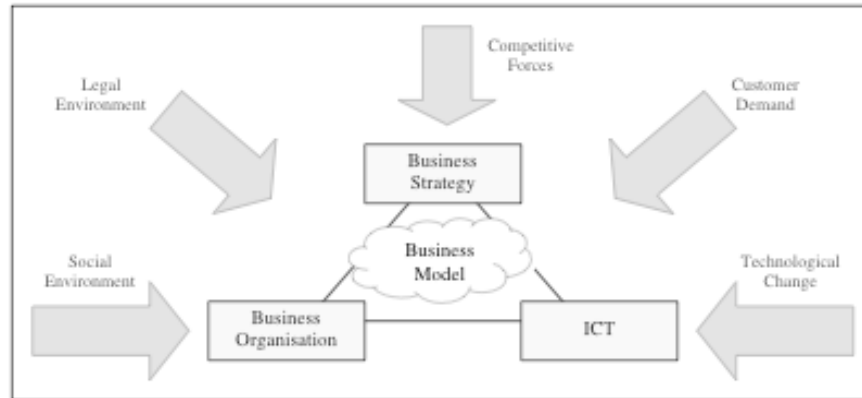 Competitive
Forces
Legal
Environment
Customer
Demand
Business
Strategy
Business
Model
Social
Environment
Technological
Change
Business
Organisation
ICT